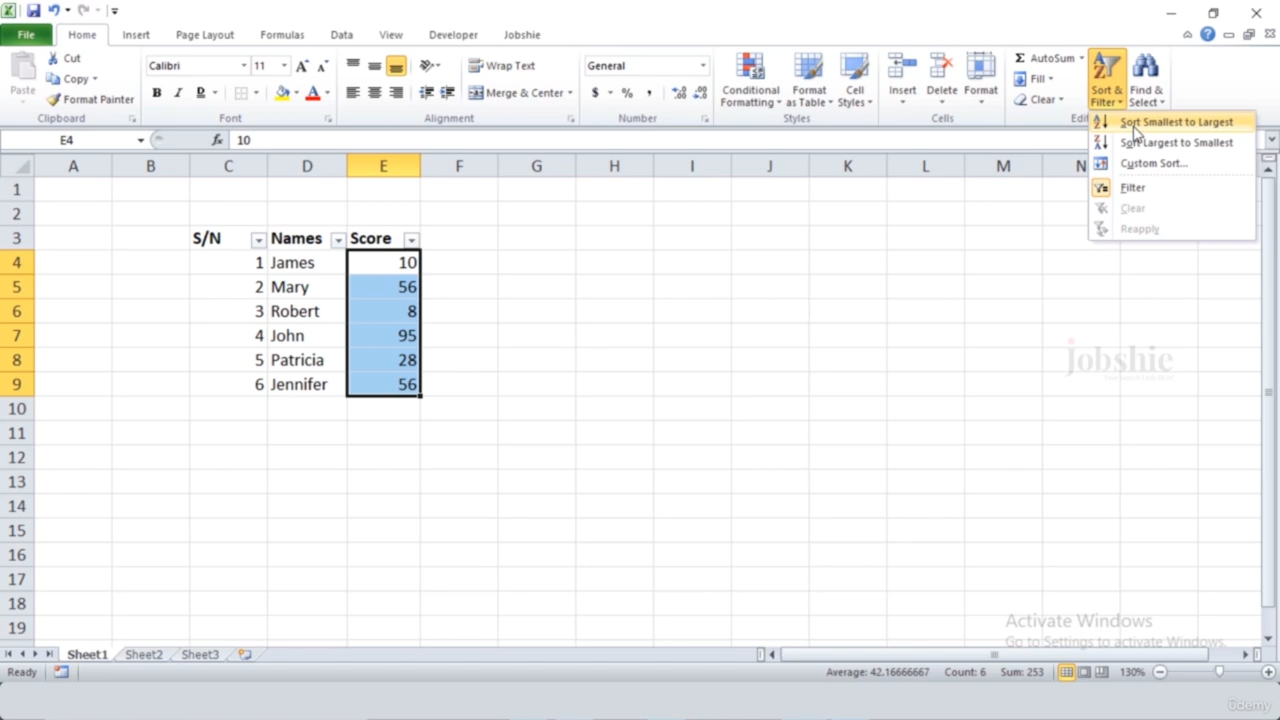 File Home Insert Page Layout Formulas Data View Developer Jobshie
Cut Calibri 11 Wrap Text General AutoSum
Copy Fill
Paste Format Painter B I D A Merge & Center $ % , Conditional Formatting Format as Table Cell Styles Insert Delete Format Clear Sort & Filter Find & Select
Clipboard Font Alignment Number Styles Cells Edi
E4 fx 10
Sort Smallest to Largest
Sort Largest to Smallest
Custom Sort...
Filter
Clear
Reapply
A B C D E F G H I J K L M N
1
2
3 S/N Names Score
4 1 James 10
5 2 Mary 56
6 3 Robert 8
7 4 John 95
8 5 Patricia 28
9 6 Jennifer 56
10
11
12
13
14
15
16
17
18
19
jobshie
Activate Windows
Go to Settings to activate Windows.
Sheet1 Sheet2 Sheet3
Ready Average: 42.16666667 Count: 6 Sum: 253 130%
ûdemy